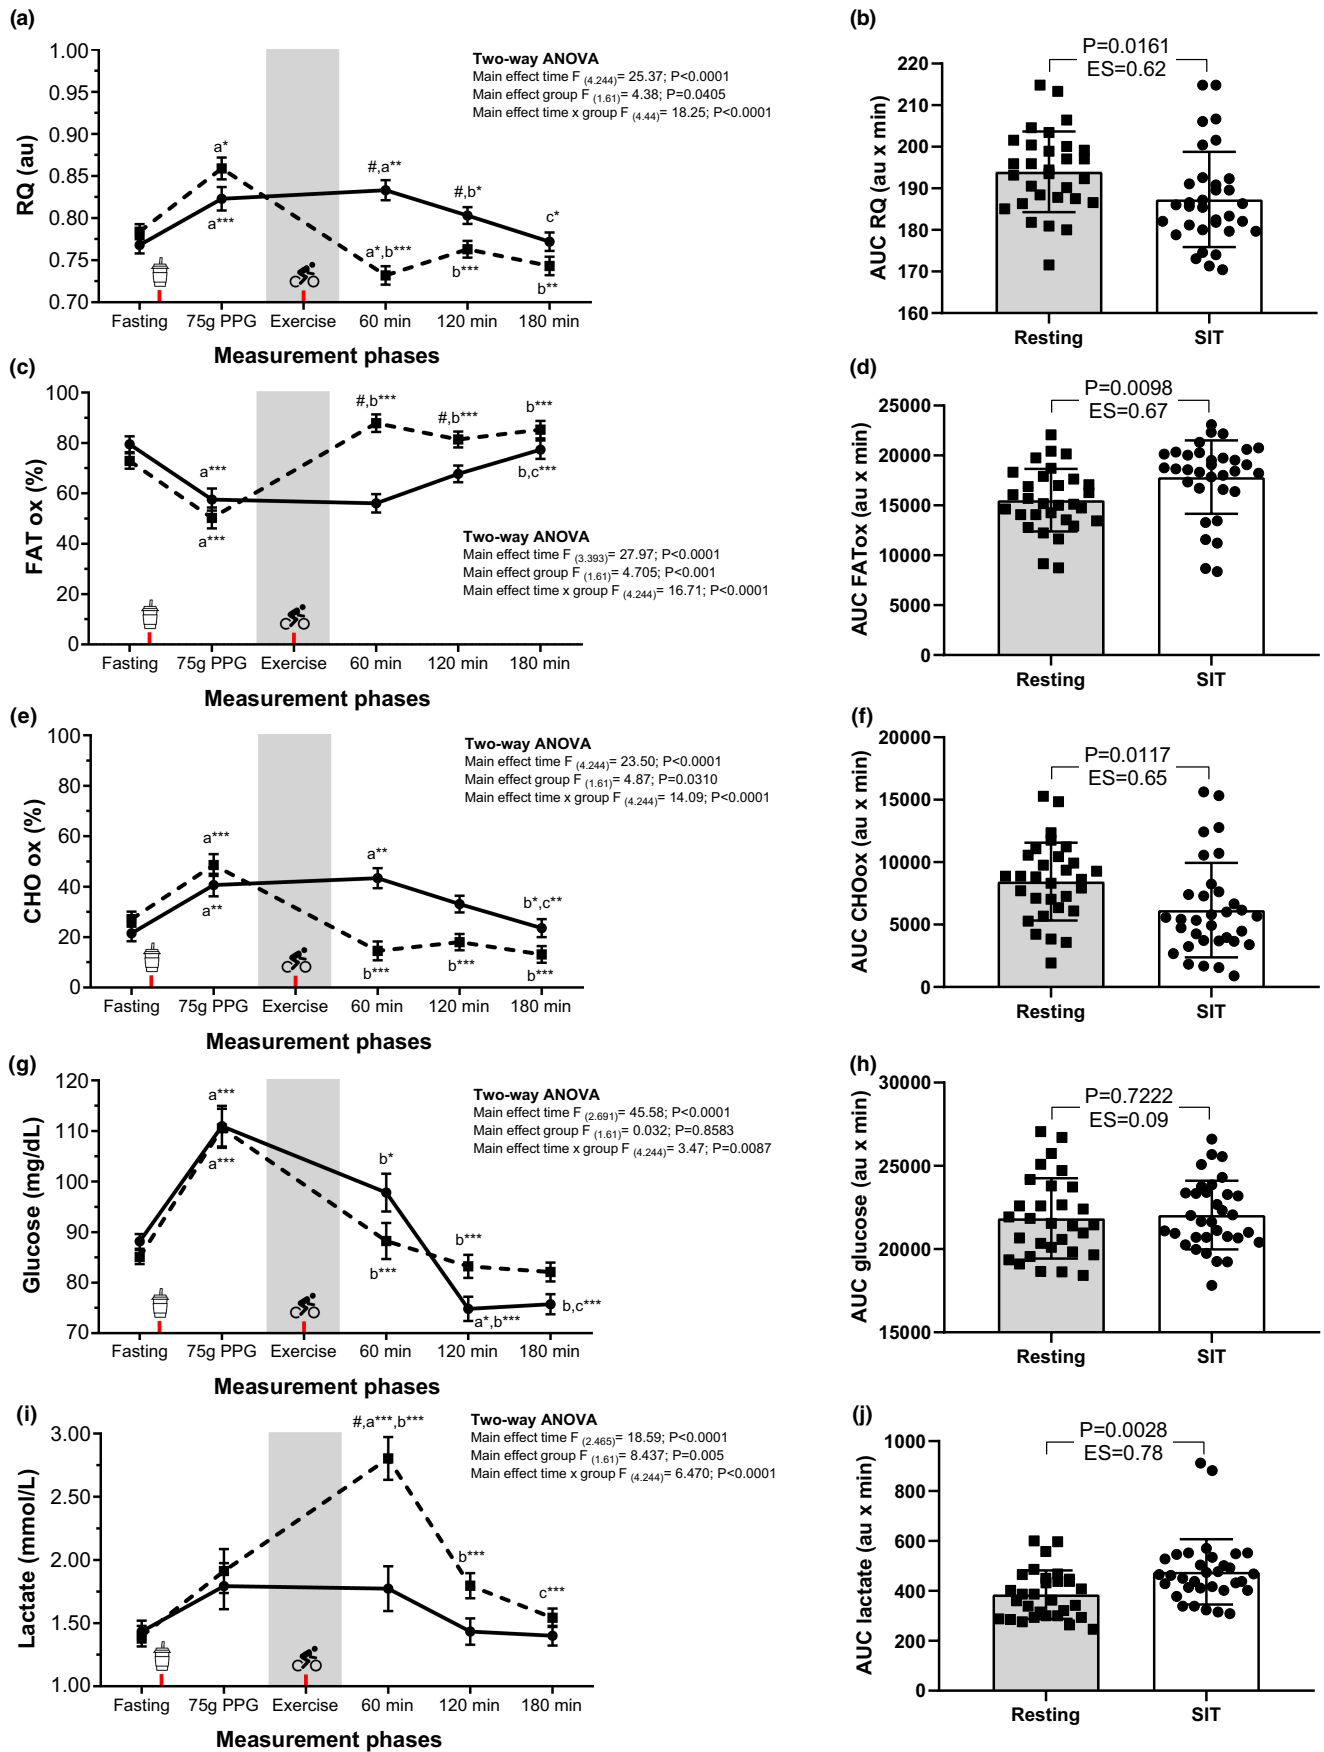 (a)
1.00
0.95
0.90
0.85
0.80
0.75
0.70
RQ (au)
Two-way ANOVA
Main effect time F (4.244)= 25.37; P<0.0001
Main effect group F (1.61)= 4.38; P=0.0405
Main effect time x group F (4.44)= 18.25; P<0.0001
a*
a***
#,a**
#,b*
c*
a*,b***
b***
b**
Fasting 75g PPG Exercise 60 min 120 min 180 min
Measurement phases
(b)
P=0.0161
ES=0.62
220
210
200
190
180
170
160
AUC RQ (au x min)
Resting SIT
(c)
100
80
60
40
20
0
FAT ox (%)
a***
a***
#,b***
#,b***
b***
b,c***
Two-way ANOVA
Main effect time F (3.393)= 27.97; P<0.0001
Main effect group F (1.61)= 4.705; P<0.001
Main effect time x group F (4.244)= 16.71; P<0.0001
Fasting 75g PPG Exercise 60 min 120 min 180 min
Measurement phases
(d)
P=0.0098
ES=0.67
25000
20000
15000
10000
5000
0
AUC FATox (au x min)
Resting SIT
(e)
100
80
60
40
20
0
CHO ox (%)
Two-way ANOVA
Main effect time F (4.244)= 23.50; P<0.0001
Main effect group F (1.61)= 4.87; P=0.0310
Main effect time x group F (4.244)= 14.09; P<0.0001
a***
a**
a**
b*,c**
b***
b***
b***
Fasting 75g PPG Exercise 60 min 120 min 180 min
Measurement phases
(f)
P=0.0117
ES=0.65
20000
15000
10000
5000
0
AUC CHOox (au x min)
Resting SIT
(g)
120
110
100
90
80
70
Glucose (mg/dL)
Two-way ANOVA
Main effect time F (2.691)= 45.58; P<0.0001
Main effect group F (1.61)= 0.032; P=0.8583
Main effect time x group F (4.244)= 3.47; P=0.0087
a***
a***
b*
b***
b***
a*,b***
b,c***
Fasting 75g PPG Exercise 60 min 120 min 180 min
Measurement phases
(h)
P=0.7222
ES=0.09
30000
25000
20000
15000
AUC glucose (au x min)
Resting SIT
(i)
3.00
2.50
2.00
1.50
1.00
Lactate (mmol/L)
#,a***,b***
Two-way ANOVA
Main effect time F (2.465)= 18.59; P<0.0001
Main effect group F (1.61)= 8.437; P=0.005
Main effect time x group F (4.244)= 6.470; P<0.0001
b***
c***
Fasting 75g PPG Exercise 60 min 120 min 180 min
Measurement phases
(j)
P=0.0028
ES=0.78
1000
800
600
400
200
0
AUC lactate (au x min)
Resting SIT